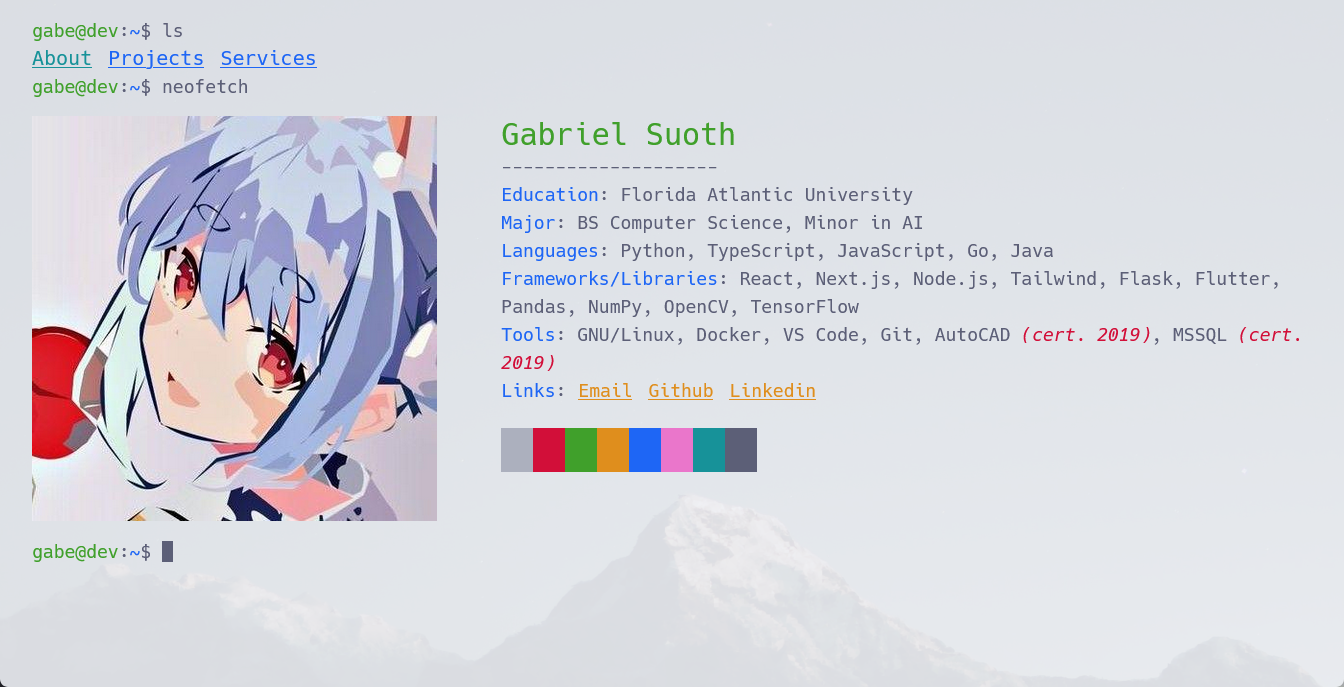 gabe@dev:~$ ls
About Projects Services
gabe@dev:~$ neofetch
Gabriel Suoth
--------------------
Education: Florida Atlantic University
Major: BS Computer Science, Minor in AI
Languages: Python, TypeScript, JavaScript, Go, Java
Frameworks/Libraries: React, Next.js, Node.js, Tailwind, Flask, Flutter,
Pandas, NumPy, OpenCV, TensorFlow
Tools: GNU/Linux, Docker, VS Code, Git, AutoCAD (cert. 2019), MSSQL (cert.
2019)
Links: Email Github Linkedin
gabe@dev:~$